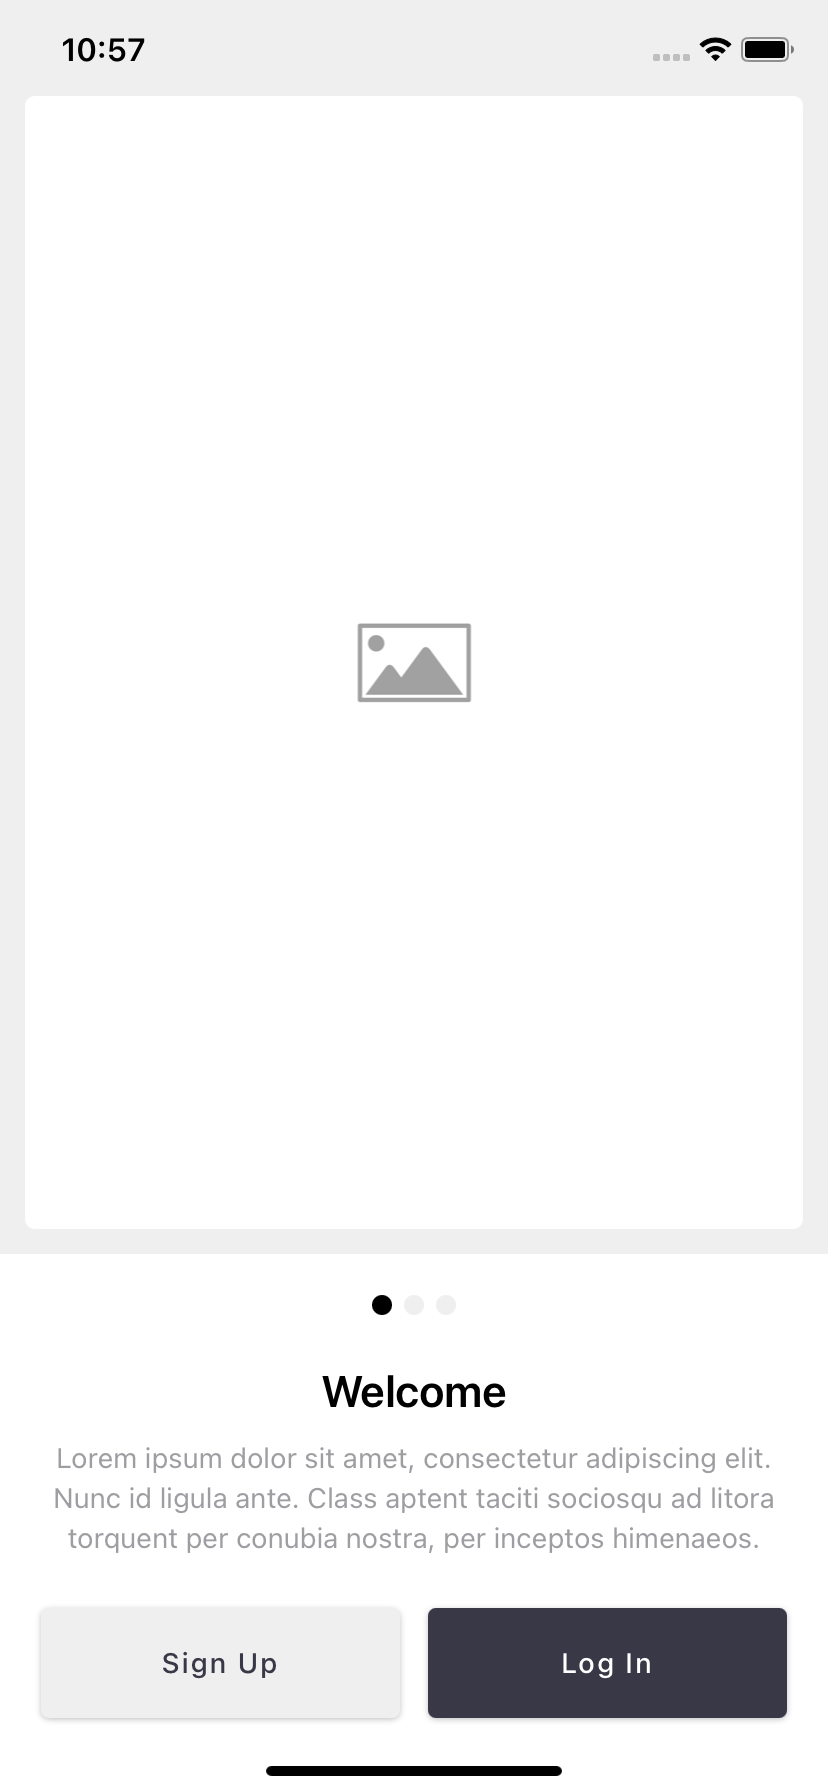 10:57
Welcome
Lorem ipsum dolor sit amet, consectetur adipiscing elit.
Nunc id ligula ante. Class aptent taciti sociosqu ad litora
torquent per conubia nostra, per inceptos himenaeos.
Sign Up
Log In